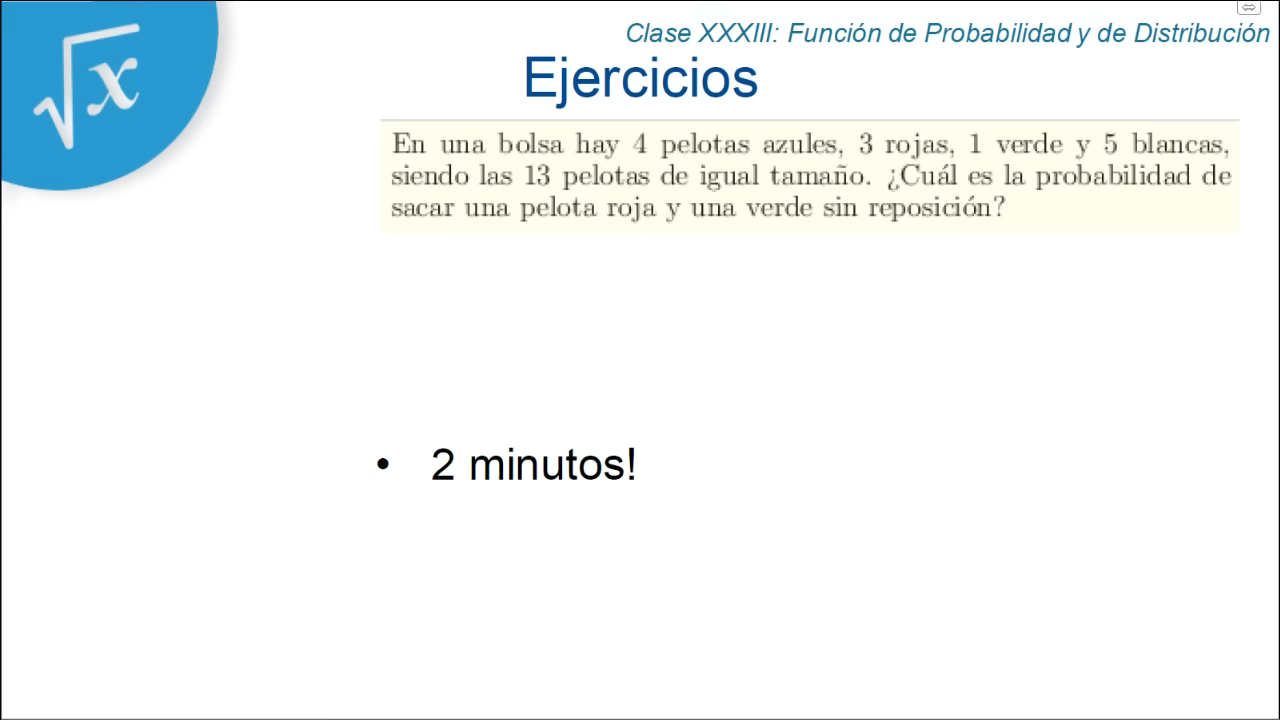 √x
Clase XXXIII: Función de Probabilidad y de Distribución
Ejercicios
En una bolsa hay 4 pelotas azules, 3 rojas, 1 verde y 5 blancas,
siendo las 13 pelotas de igual tamaño. ¿Cuál es la probabilidad de
sacar una pelota roja y una verde sin reposición?
• 2 minutos!